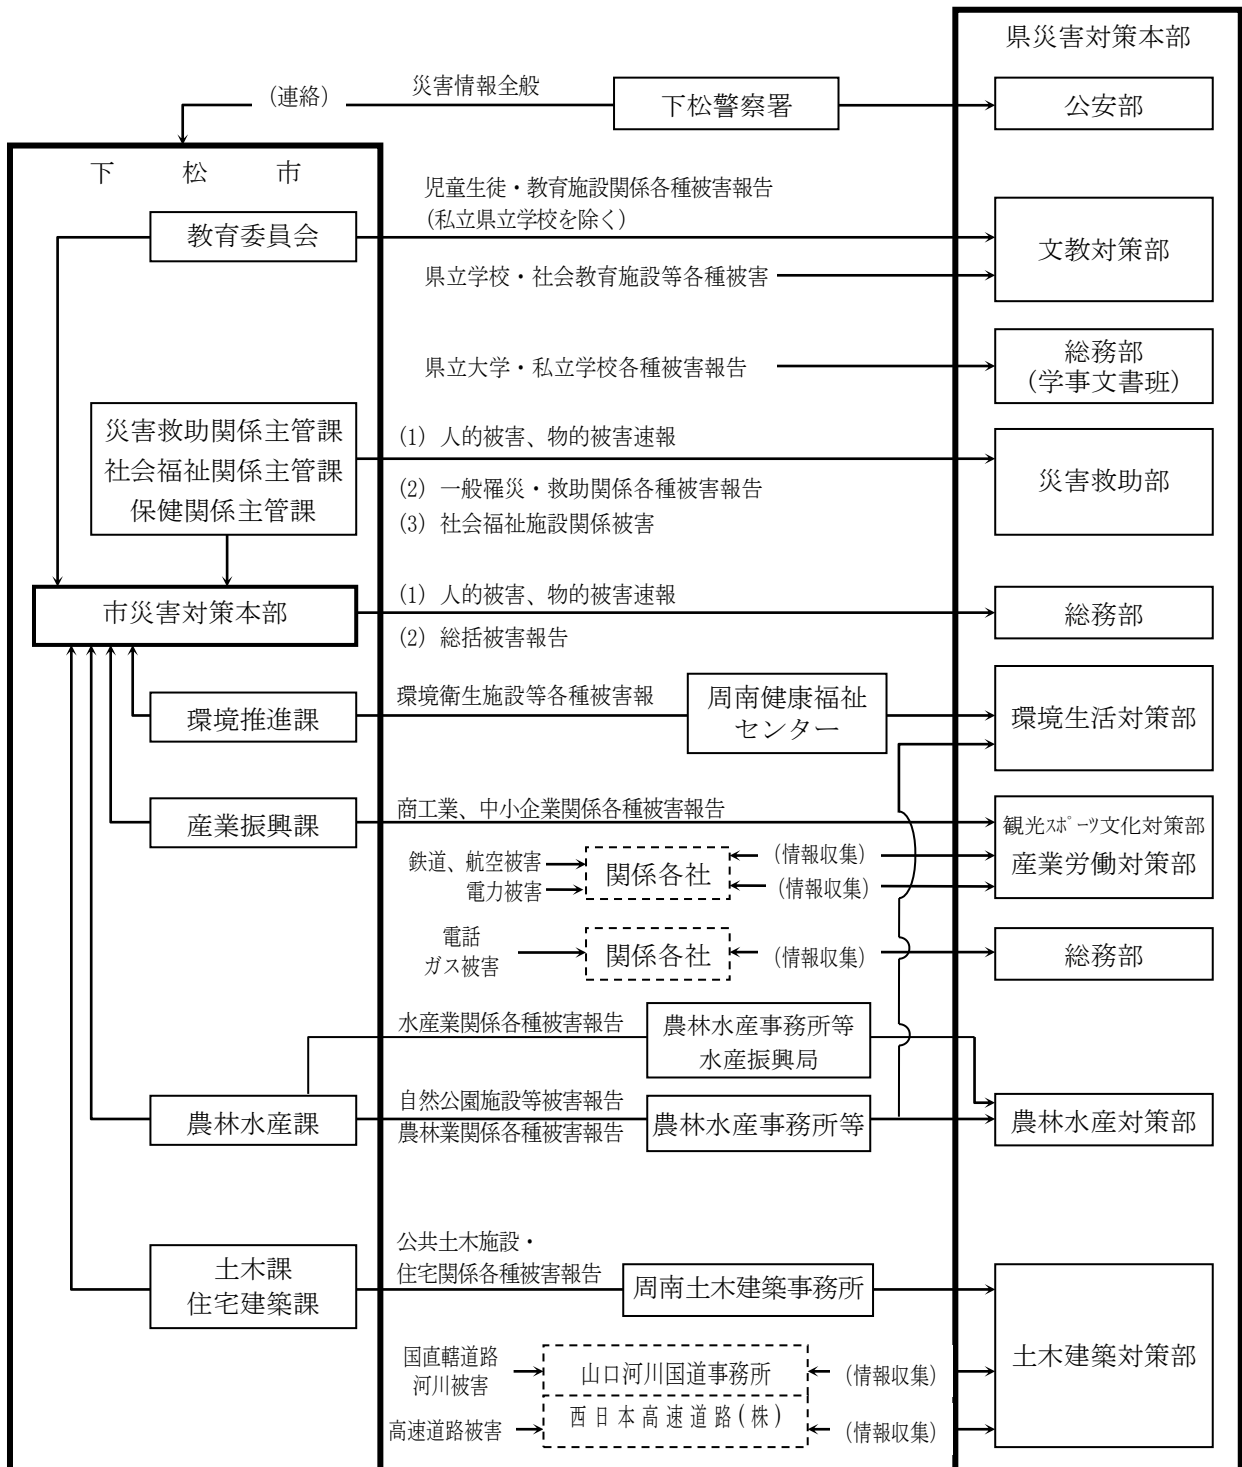 県災害対策本部
(連絡)
災害情報全般
下松警察署
公安部
下 松 市
児童生徒・教育施設関係各種被害報告
(私立県立学校を除く)
教育委員会
文教対策部
県立学校・社会教育施設等各種被害
県立大学・私立学校各種被害報告
総務部
(学事文書班)
災害救助関係主管課
社会福祉関係主管課
保健関係主管課
(1) 人的被害、物的被害速報
(2) 一般罹災・救助関係各種被害報告
(3) 社会福祉施設関係被害
災害救助部
市災害対策本部
(1) 人的被害、物的被害速報
(2) 総括被害報告
総務部
環境推進課
環境衛生施設等各種被害報
周南健康福祉
センター
環境生活対策部
産業振興課
商工業、中小企業関係各種被害報告
観光ｽﾎﾟｰﾂ文化対策部
産業労働対策部
鉄道、航空被害
電力被害
関係各社
(情報収集)
(情報収集)
電話
ガス被害
関係各社
(情報収集)
総務部
水産業関係各種被害報告
農林水産事務所等
水産振興局
農林水産課
自然公園施設等被害報告
農林業関係各種被害報告
農林水産事務所等
農林水産対策部
土木課
住宅建築課
公共土木施設・
住宅関係各種被害報告
周南土木建築事務所
土木建築対策部
国直轄道路
河川被害
山口河川国道事務所
(情報収集)
高速道路被害
西日本高速道路(株)
(情報収集)